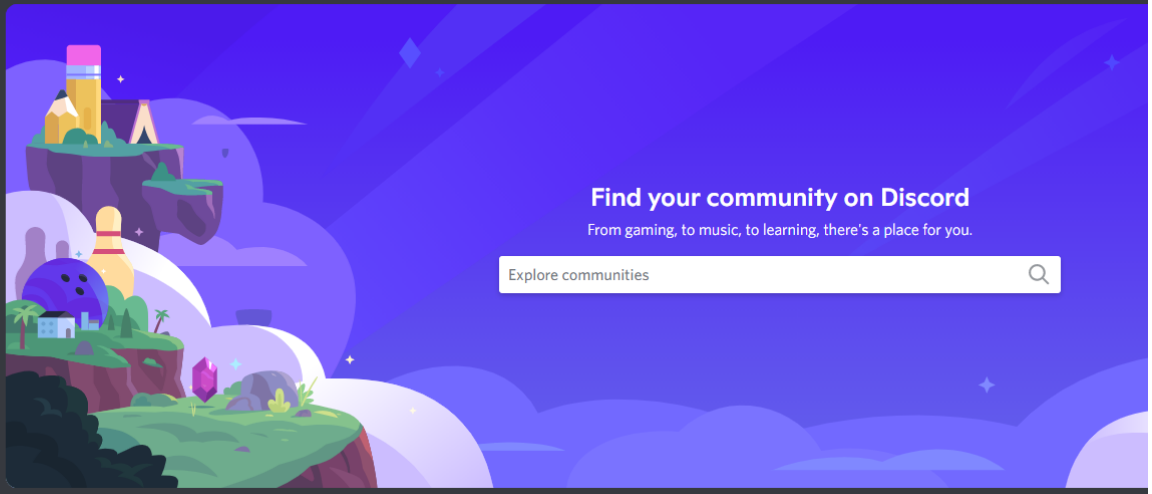 Find your community on Discord
From gaming, to music, to learning, there's a place for you.
Explore communities